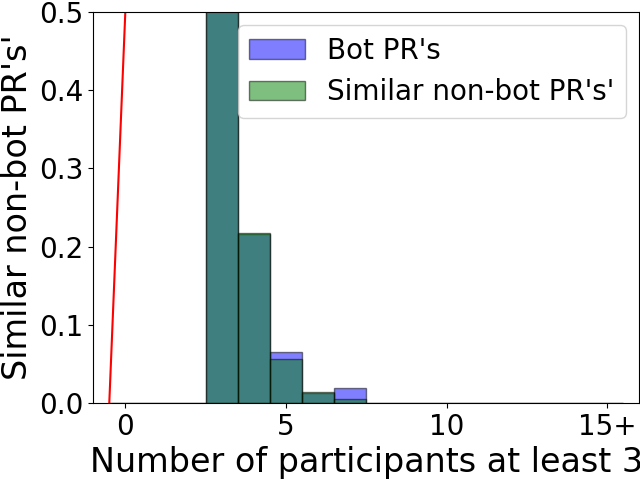 Similar non-bot PR's'
0.5
0.4
0.3
0.2
0.1
0.0
Bot PR's
Similar non-bot PR's'
0
5
10
15+
Number of participants at least 3